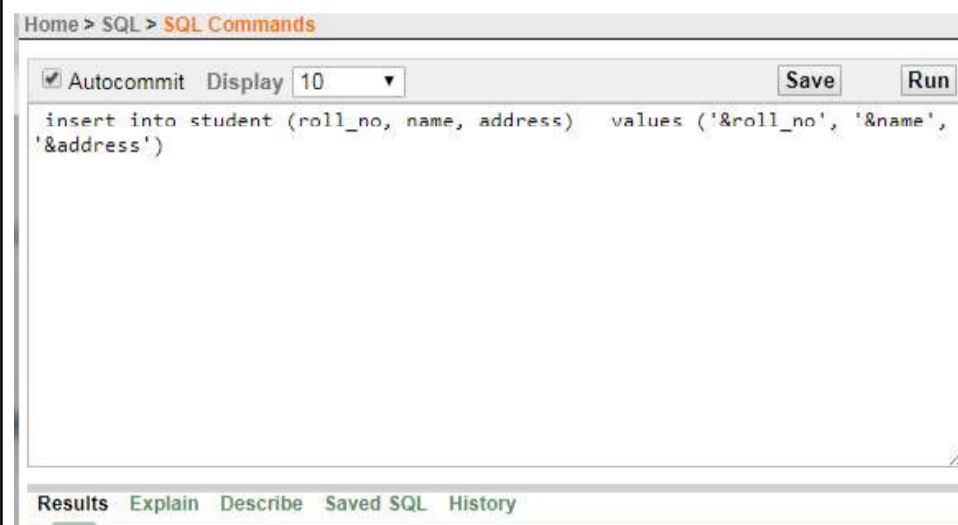 Home > SQL > SQL Commands
Autocommit Display 10 Save Run
insert into student (roll_no, name, address) values ('&roll_no', '&name',
'&address')
Results Explain Describe Saved SQL History